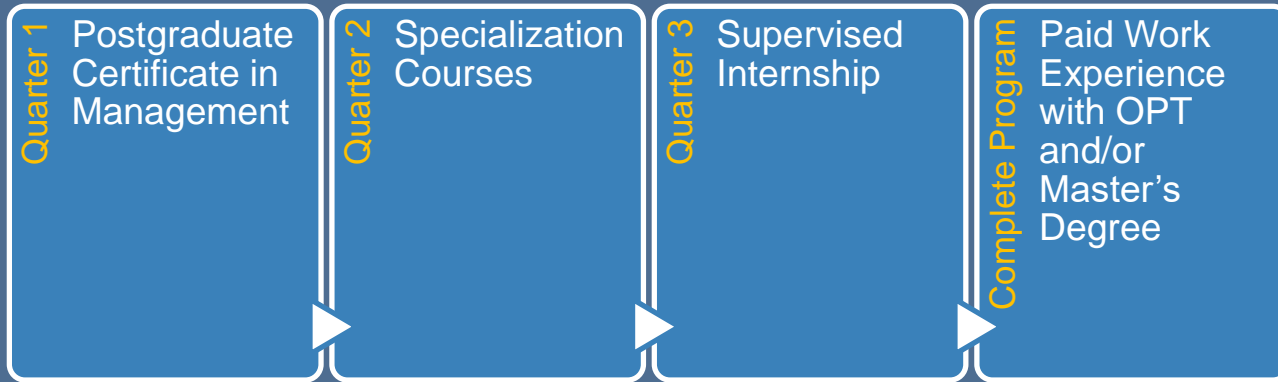 Quarter 1
Postgraduate
Certificate in
Management
Quarter 2
Specialization
Courses
Quarter 3
Supervised
Internship
Complete Program
Paid Work
Experience
with OPT
and/or
Master’s
Degree